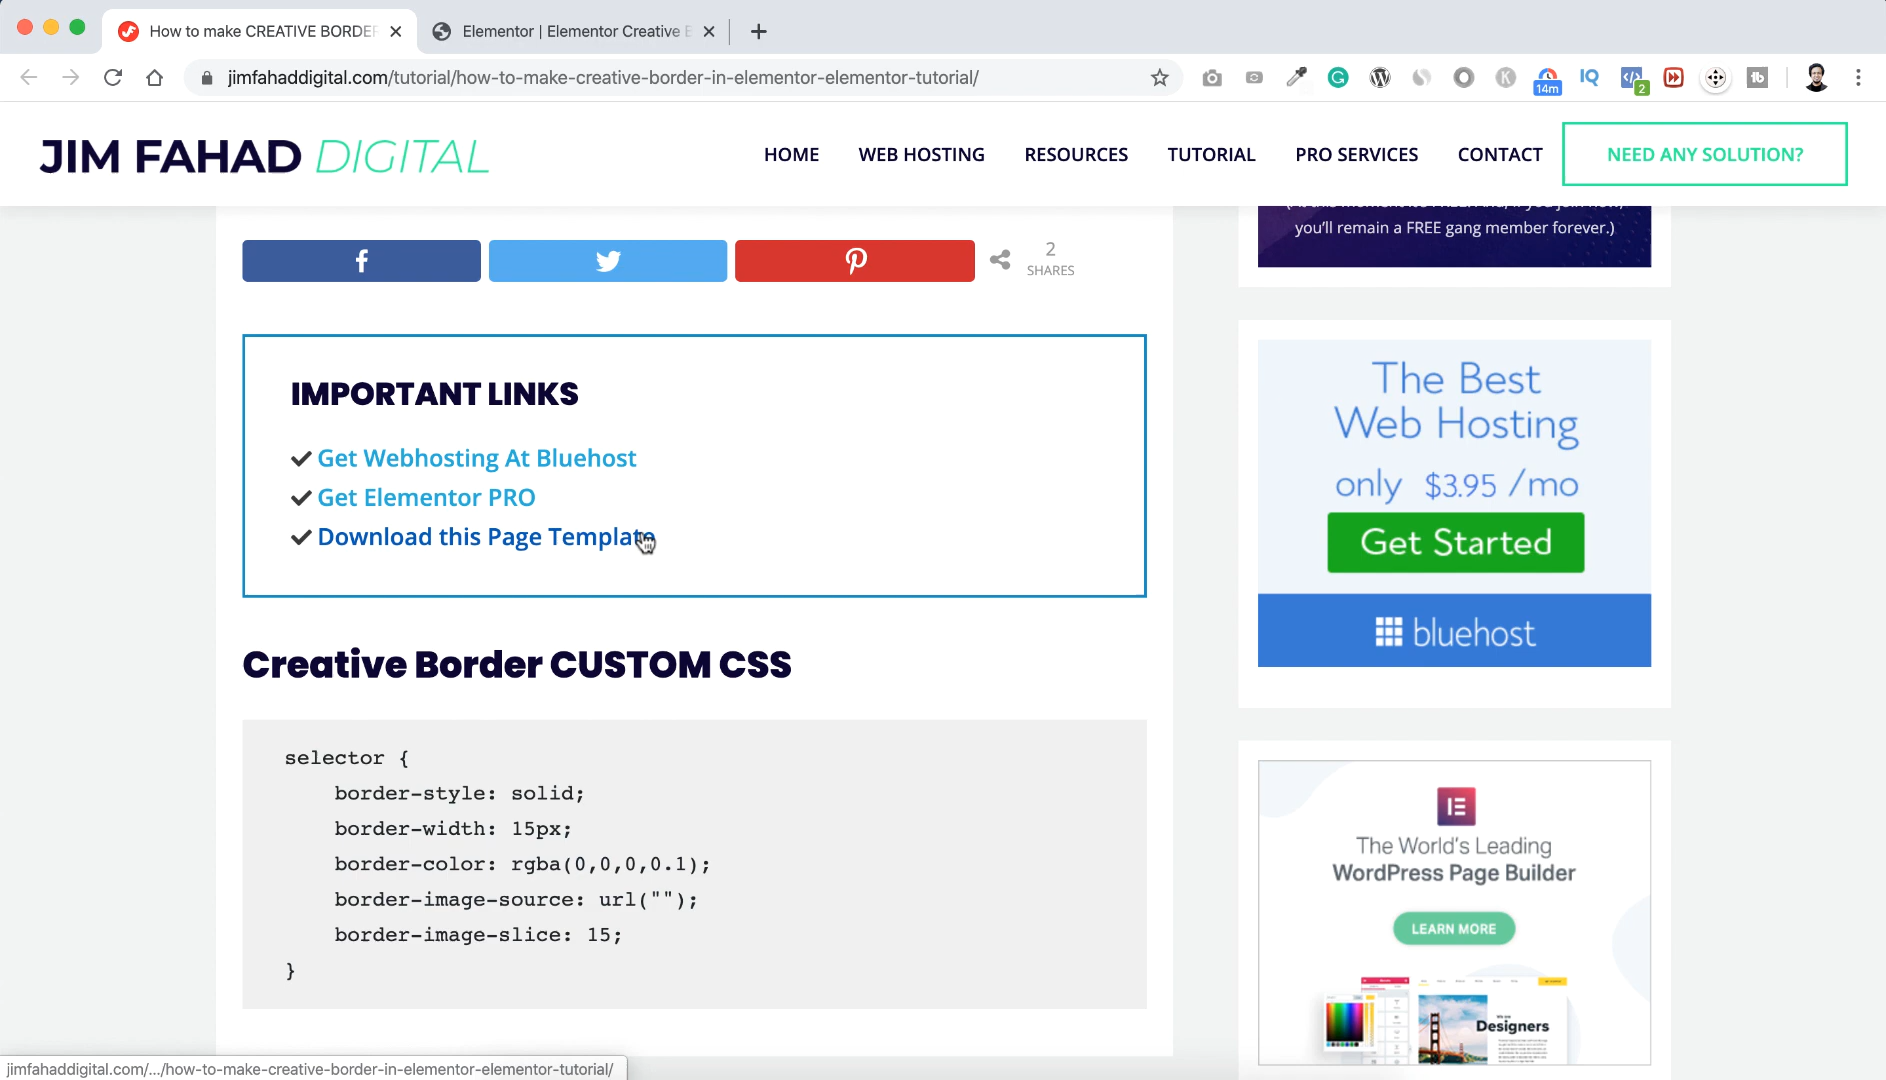 How to make CREATIVE BORDER
Elementor | Elementor Creative B
jimfahaddigital.com/tutorial/how-to-make-creative-border-in-elementor-elementor-tutorial/
IQ
14m
2
tb
JIM FAHAD DIGITAL
HOME
WEB HOSTING
RESOURCES
TUTORIAL
PRO SERVICES
CONTACT
NEED ANY SOLUTION?
you'll remain a FREE gang member forever.)
2
SHARES
IMPORTANT LINKS
Get Webhosting At Bluehost
Get Elementor PRO
Download this Page Template
Creative Border CUSTOM CSS
selector {
border-style: solid;
border-width: 15px;
border-color: rgba(0,0,0,0.1);
border-image-source: url("");
border-image-slice: 15;
}
The Best
Web Hosting
only $3.95 /mo
Get Started
bluehost
The World's Leading
WordPress Page Builder
LEARN MORE
Designers
jimfahaddigital.com/.../how-to-make-creative-border-in-elementor-elementor-tutorial/